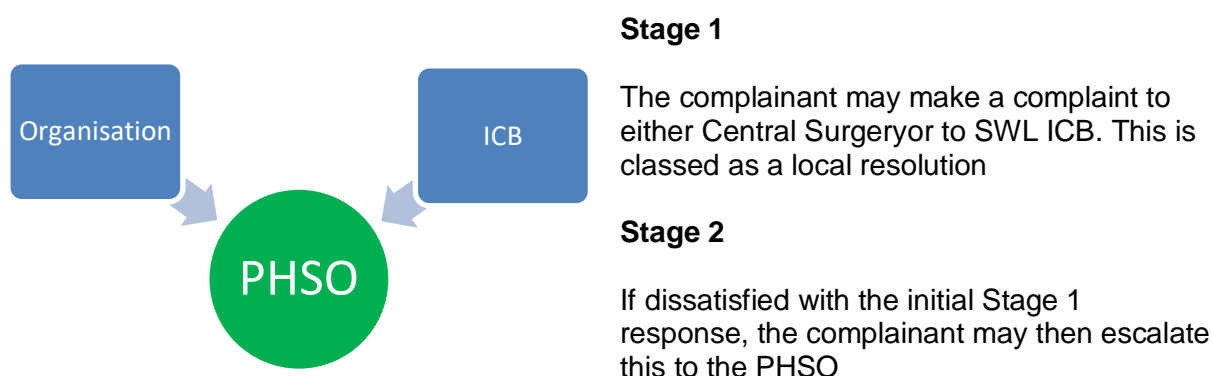 Organisation
ICB
PHSO
Stage 1
The complainant may make a complaint to
either Central Surgeryor to SWL ICB. This is
classed as a local resolution
Stage 2
If dissatisfied with the initial Stage 1
response, the complainant may then escalate
this to the PHSO